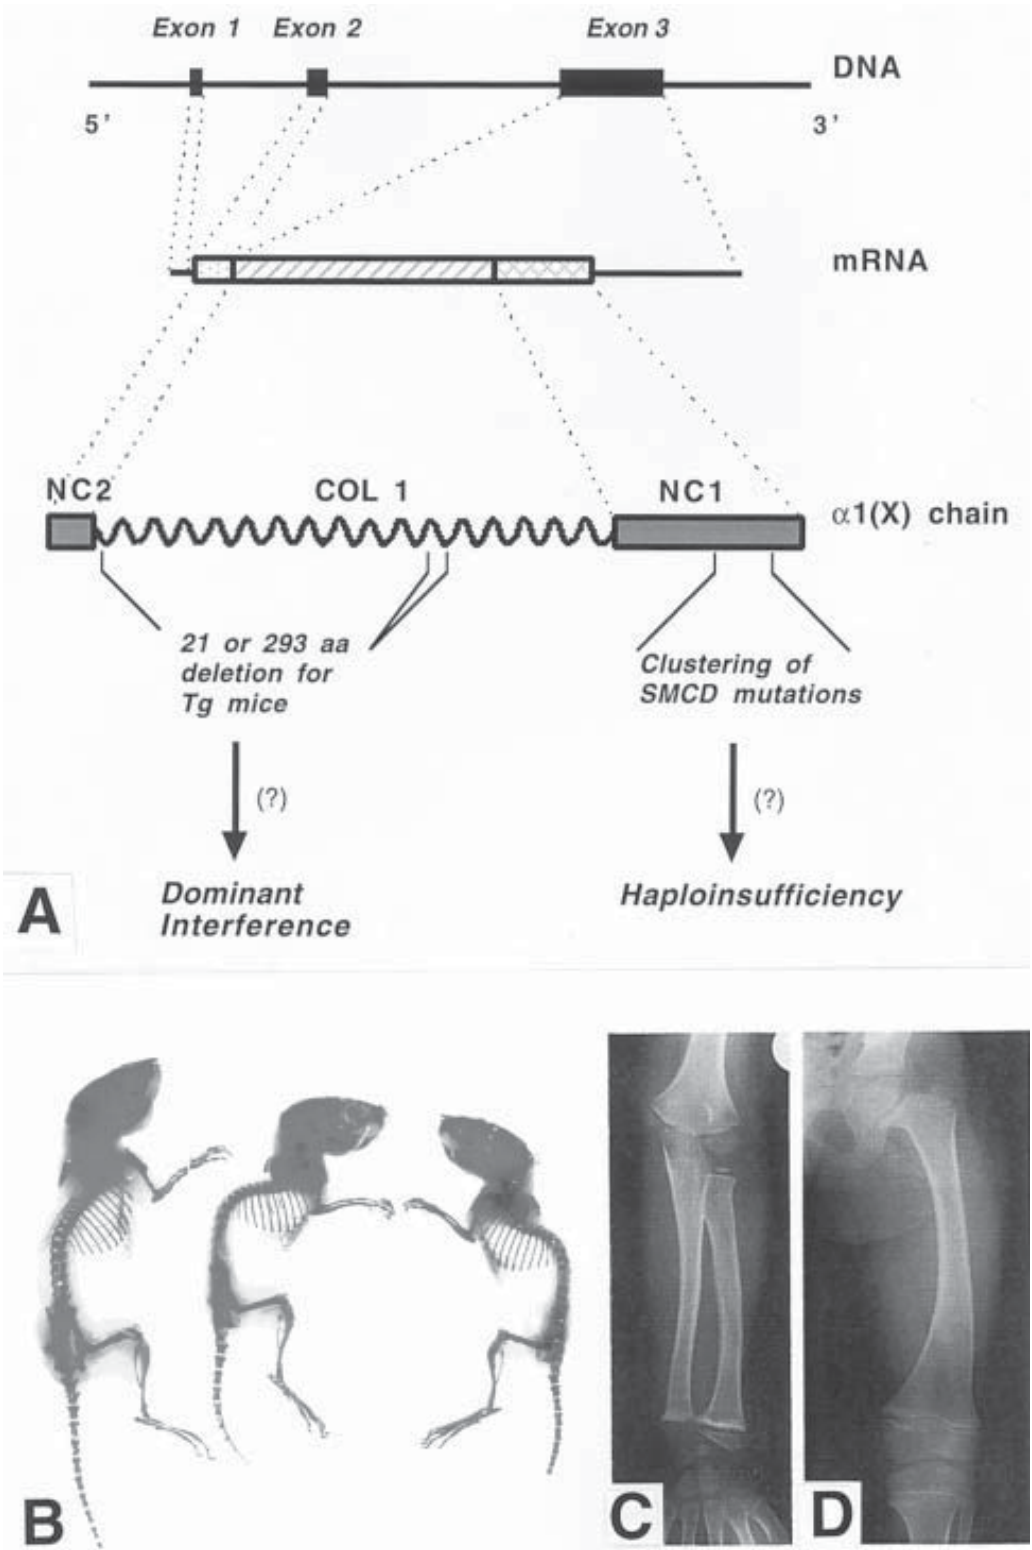 Exon 1 Exon 2 Exon 3
DNA
5' 3'
mRNA
NC2 COL 1 NC1
α1(X) chain
21 or 293 aa
deletion for
Tg mice
Clustering of
SMCD mutations
(?) (?)
Dominant
Interference
Haploinsufficiency
A
B
C
D